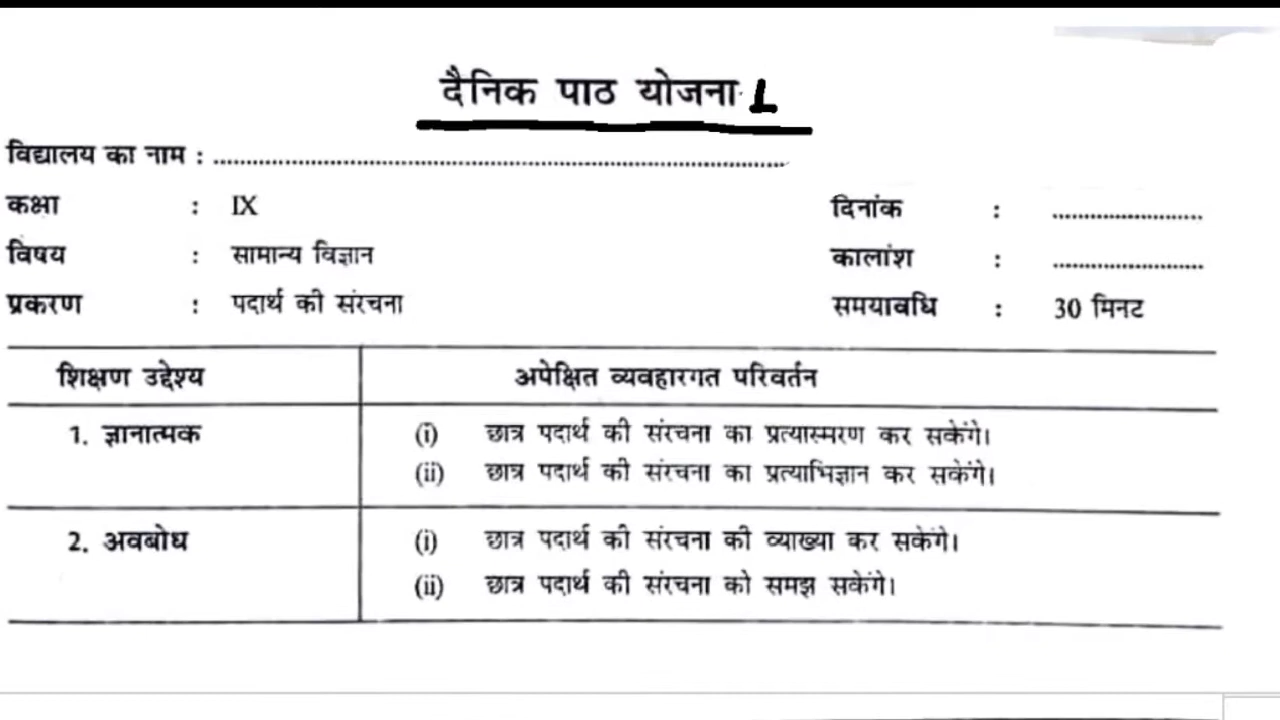 दैनिक पाठ योजना 1
विद्यालय का नाम : ........................................................
कक्षा : IX दिनांक : .......................
विषय : सामान्य विज्ञान कालांश : .......................
प्रकरण : पदार्थ की संरचना समयावधि : 30 मिनट
शिक्षण उद्देश्य अपेक्षित व्यवहारगत परिवर्तन
1. ज्ञानात्मक (i) छात्र पदार्थ की संरचना का प्रत्यास्मरण कर सकेंगे।
(ii) छात्र पदार्थ की संरचना का प्रत्याभिज्ञान कर सकेंगे।
2. अवबोध (i) छात्र पदार्थ की संरचना की व्याख्या कर सकेंगे।
(ii) छात्र पदार्थ की संरचना को समझ सकेंगे।